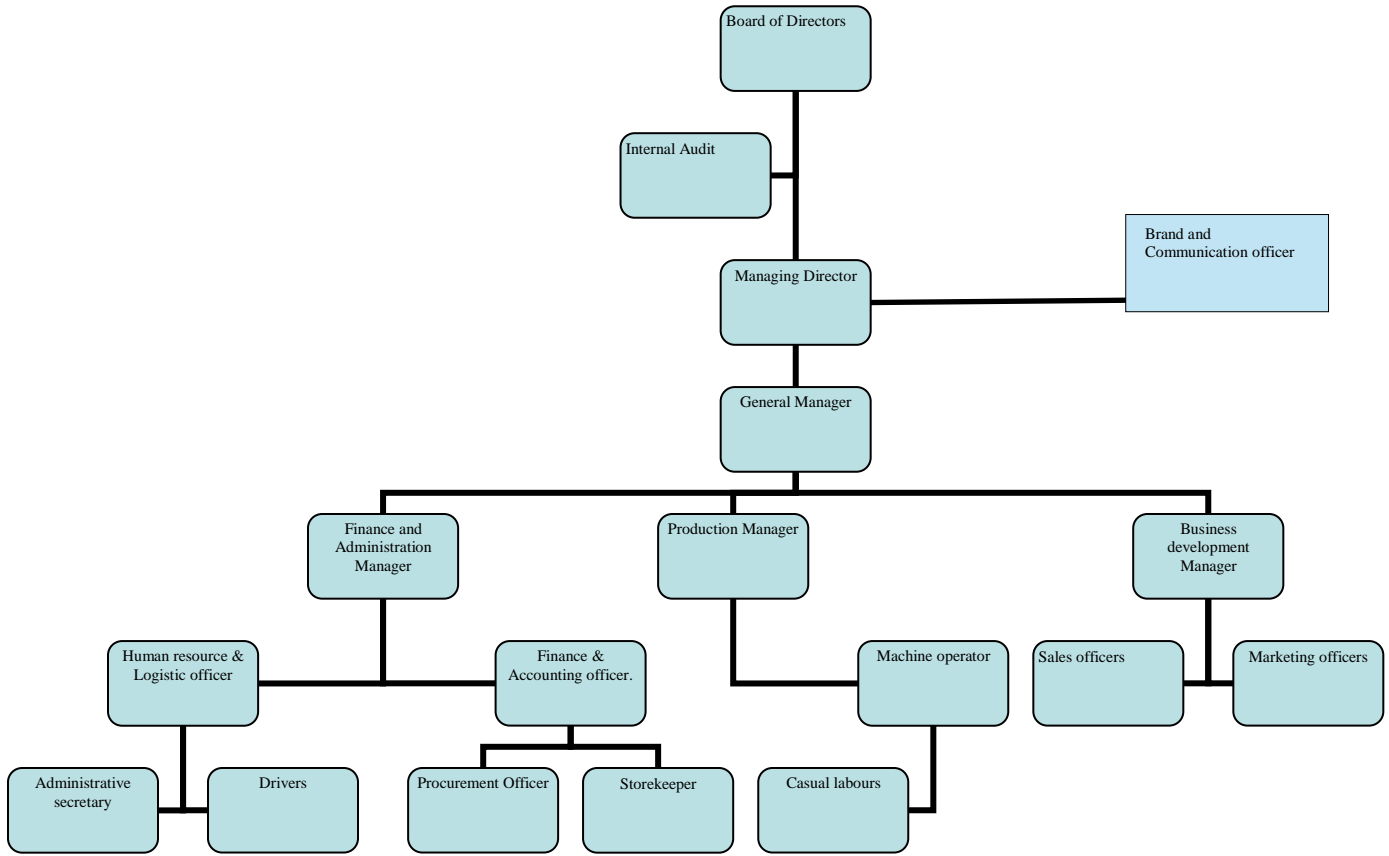 Board of Directors
Internal Audit
Brand and
Communication officer
Managing Director
General Manager
Finance and
Administration
Manager
Production Manager
Business
development
Manager
Human resource &
Logistic officer
Finance &
Accounting officer.
Machine operator
Sales officers
Marketing officers
Administrative
secretary
Drivers
Procurement Officer
Storekeeper
Casual labours